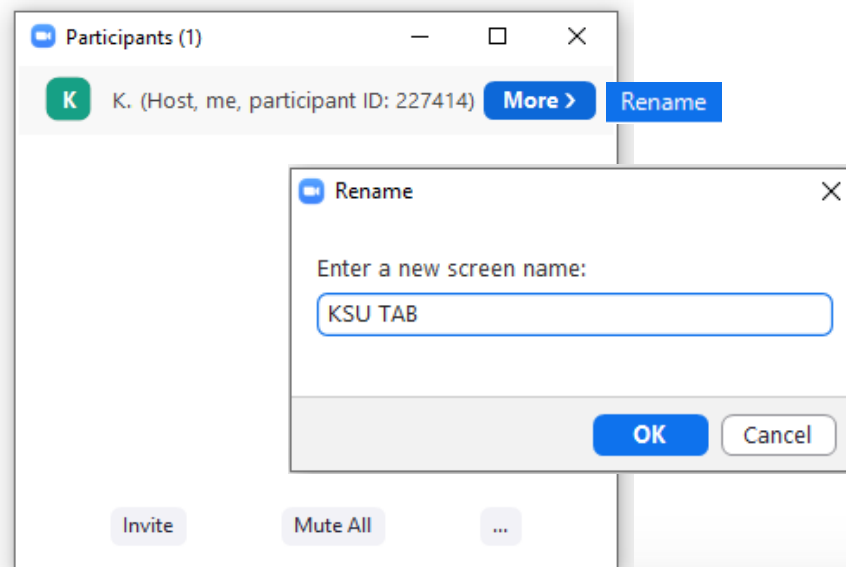 Participants (1)
K K. (Host, me, participant ID: 227414) More > Rename
Rename
Enter a new screen name:
KSU TAB
OK Cancel
Invite Mute All ...